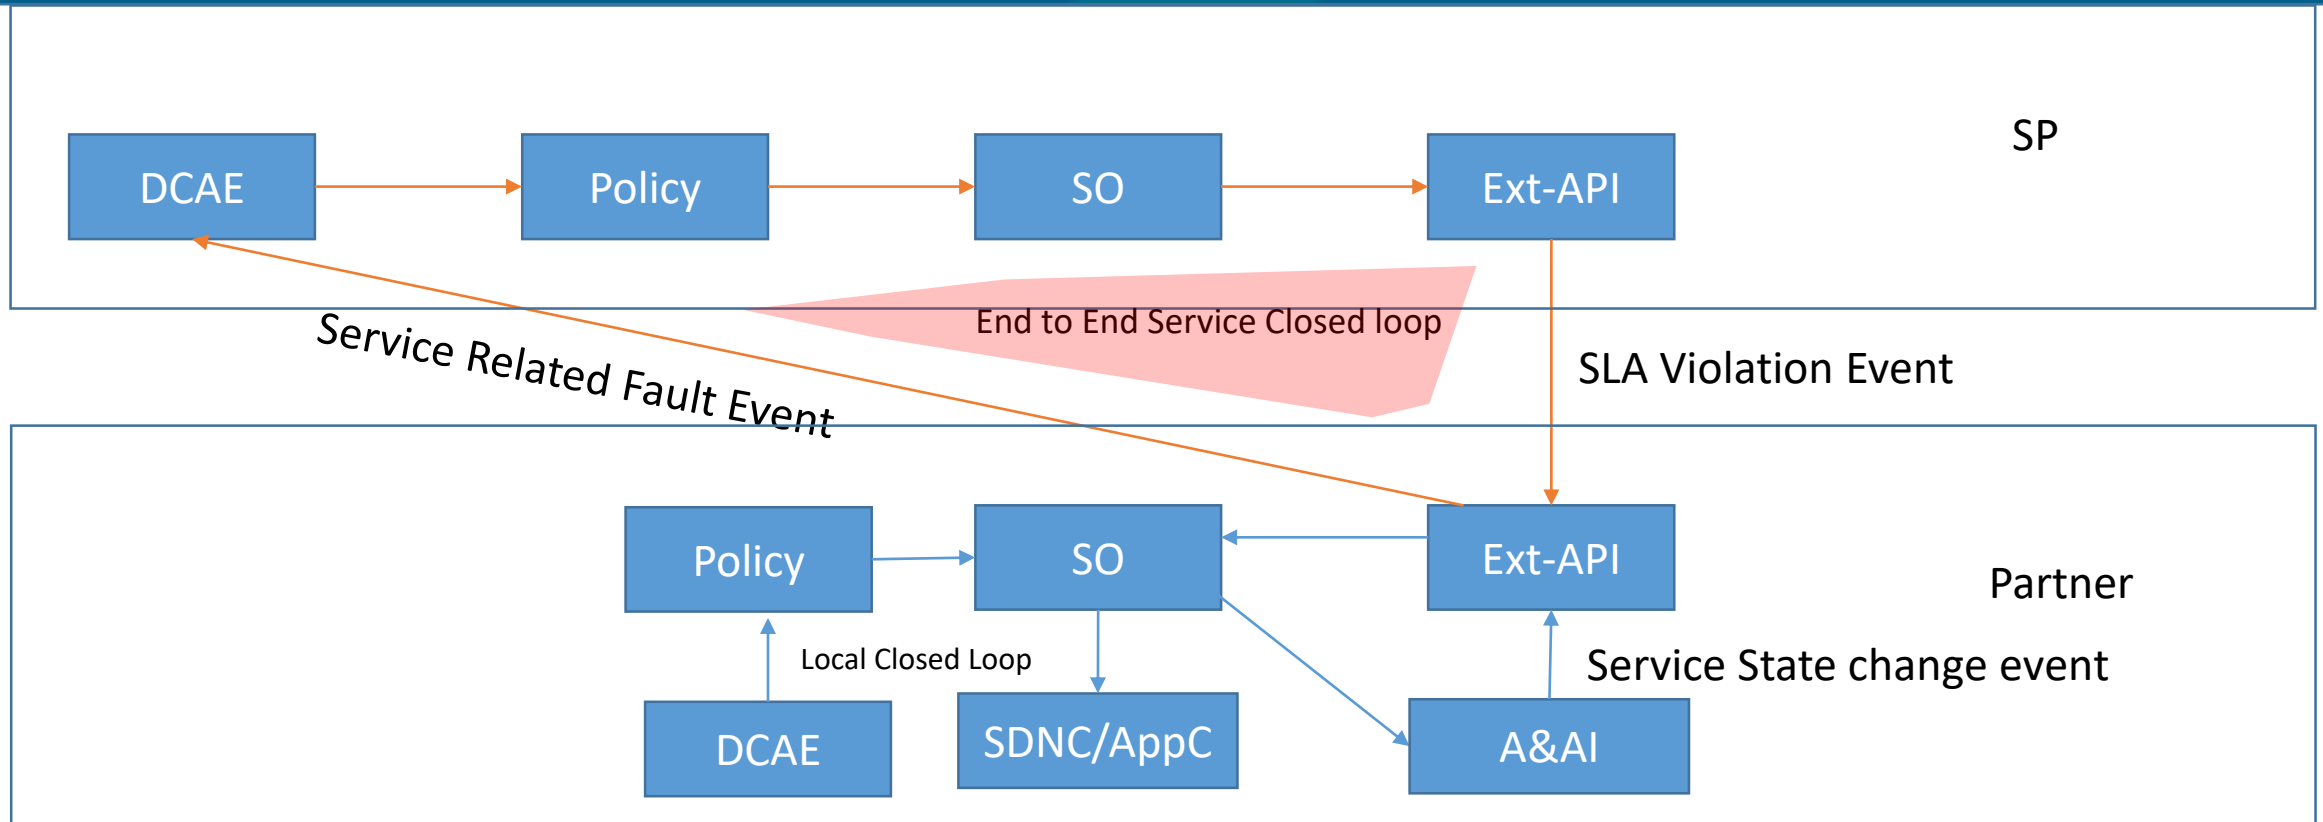 SP
DCAE
Policy
SO
Ext-API
End to End Service Closed loop
Service Related Fault Event
SLA Violation Event
Policy
SO
Ext-API
Partner
Local Closed Loop
Service State change event
DCAE
SDNC/AppC
A&AI